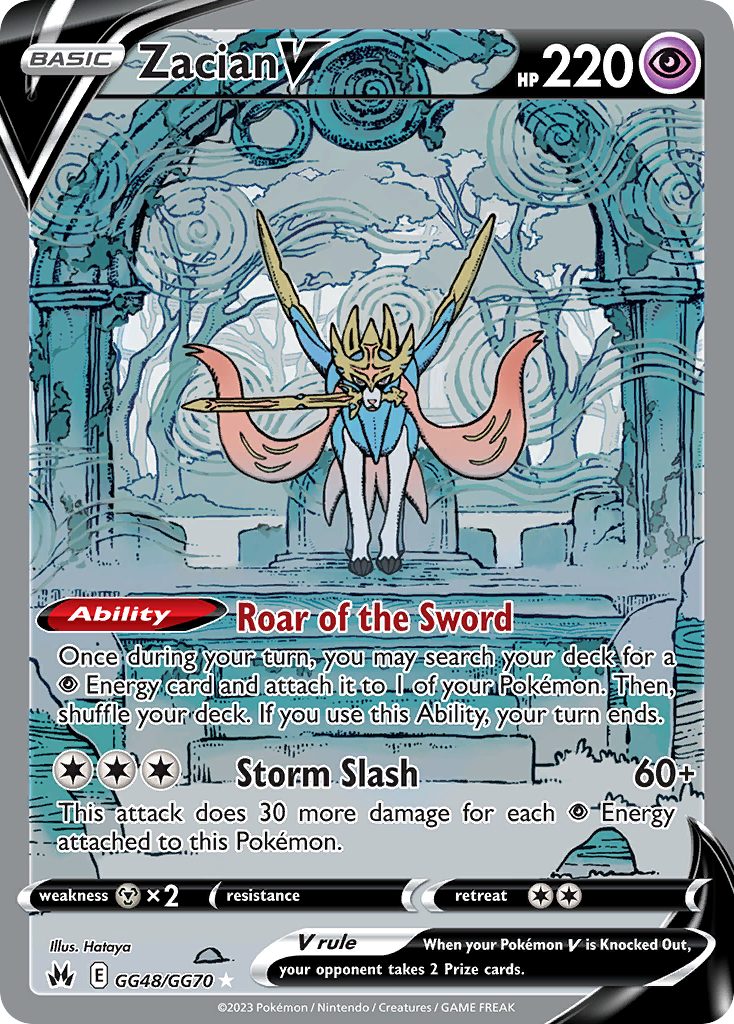 BASIC Zacian V HP 220
Ability Roar of the Sword
Once during your turn, you may search your deck for a
Energy card and attach it to 1 of your Pokémon. Then,
shuffle your deck. If you use this Ability, your turn ends.
Storm Slash 60+
This attack does 30 more damage for each Energy
attached to this Pokémon.
weakness ×2 resistance retreat
Illus. Hataya
V rule When your Pokémon V is Knocked Out,
your opponent takes 2 Prize cards.
E GG48/GG70
©2023 Pokémon / Nintendo / Creatures / GAME FREAK